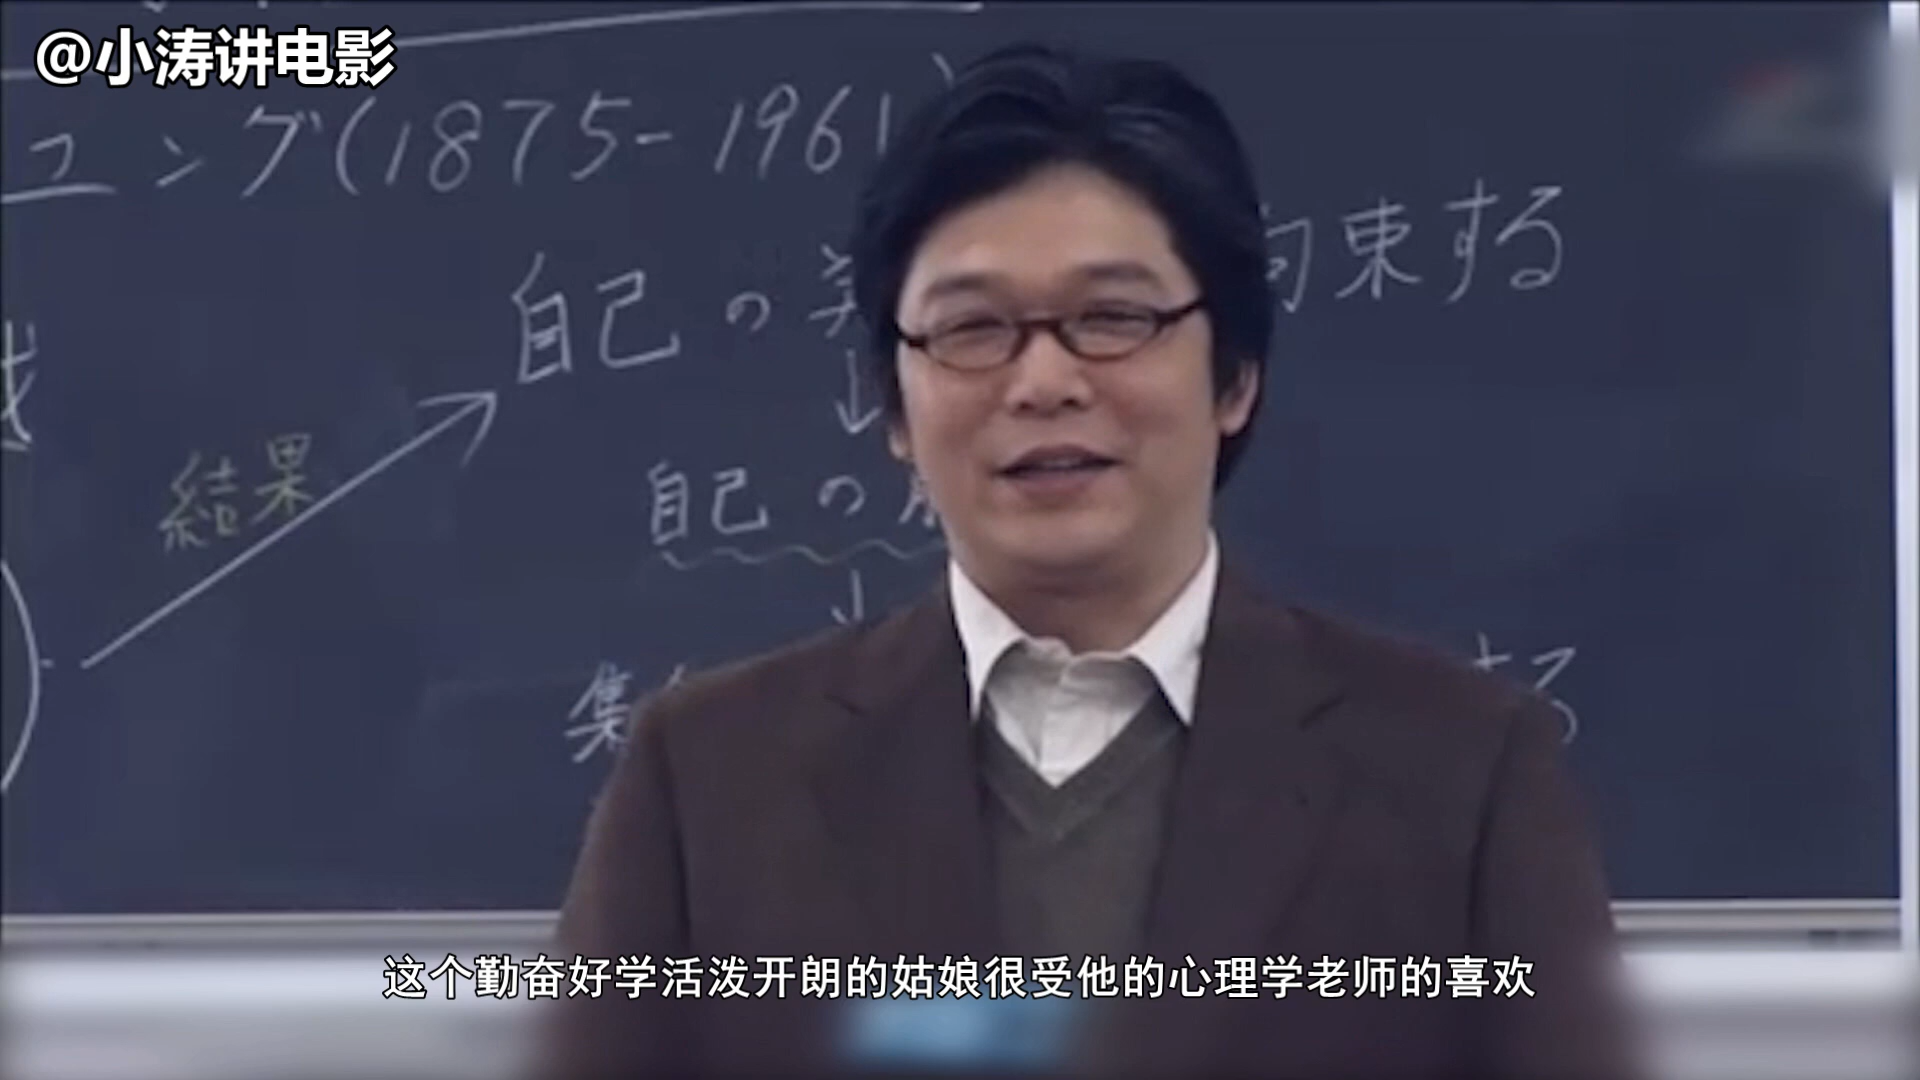 @小涛讲电影
ユング(1875-1961)
拘束する
自己の
結果
自己の
集
する
这个勤奋好学活泼开朗的姑娘很受他的心理学老师的喜欢